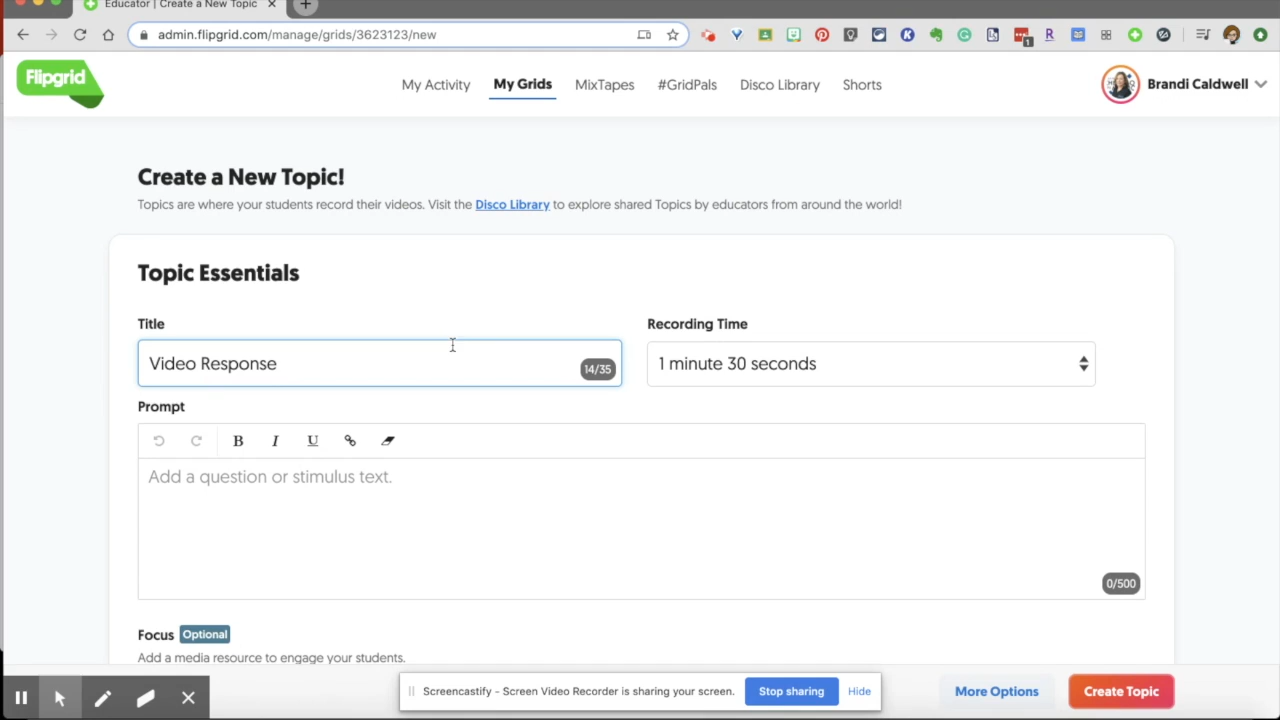 Educator | Create a New Topic
admin.flipgrid.com/manage/grids/3623123/new
1
R
Flipgrid
My Activity My Grids MixTapes #GridPals Disco Library Shorts Brandi Caldwell
Create a New Topic!
Topics are where your students record their videos. Visit the Disco Library to explore shared Topics by educators from around the world!
Topic Essentials
Title Recording Time
Video Response 14/35 1 minute 30 seconds
Prompt
B I U
Add a question or stimulus text.
0/500
Focus Optional
Add a media resource to engage your students.
Screencastify - Screen Video Recorder is sharing your screen. Stop sharing Hide
More Options Create Topic